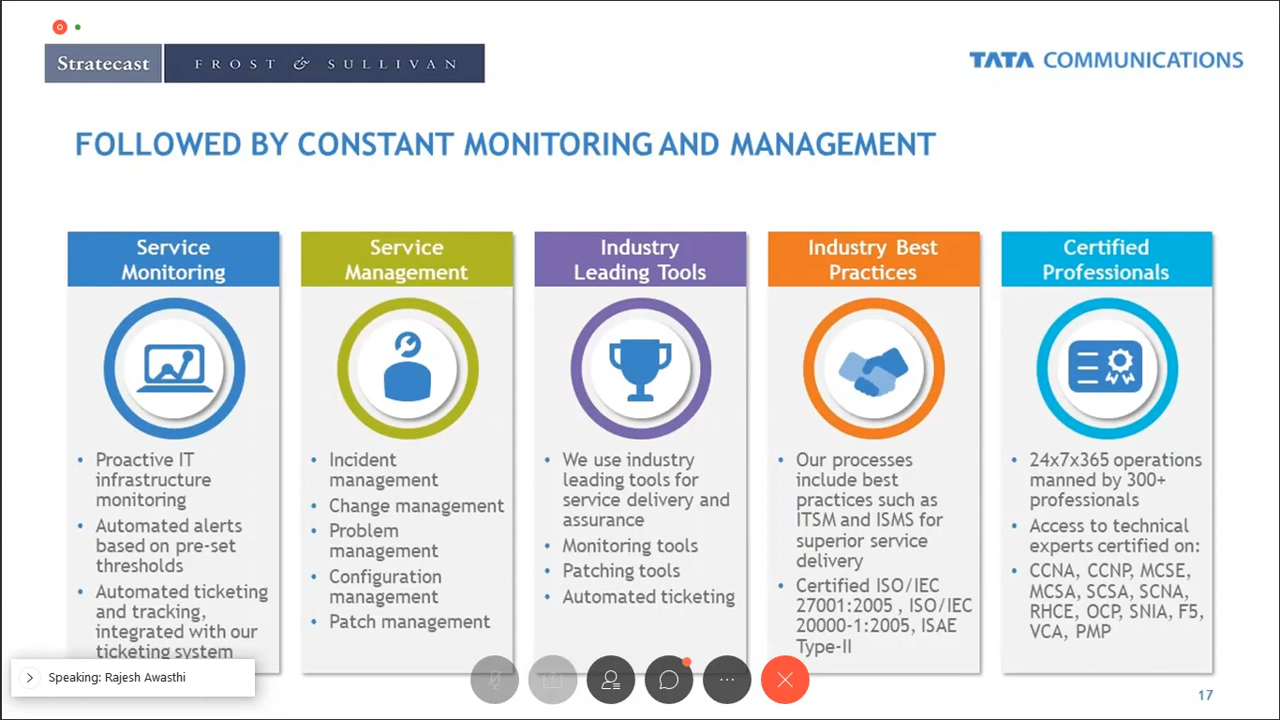 Stratecast FROST & SULLIVAN
TATA COMMUNICATIONS
FOLLOWED BY CONSTANT MONITORING AND MANAGEMENT
Service
Monitoring
• Proactive IT
infrastructure
monitoring
• Automated alerts
based on pre-set
thresholds
• Automated ticketing
and tracking,
integrated with our
ticketing system
Service
Management
• Incident
management
• Change management
• Problem
management
• Configuration
management
• Patch management
Industry
Leading Tools
• We use industry
leading tools for
service delivery and
assurance
• Monitoring tools
• Patching tools
• Automated ticketing
Industry Best
Practices
• Our processes
include best
practices such as
ITSM and ISMS for
superior service
delivery
• Certified ISO/IEC
27001:2005 , ISO/IEC
20000-1:2005, ISAE
Type-II
Certified
Professionals
• 24x7x365 operations
manned by 300+
professionals
• Access to technical
experts certified on:
• CCNA, CCNP, MCSE,
MCSA, SCSA, SCNA,
RHCE, OCP, SNIA, F5,
VCA, PMP
Speaking: Rajesh Awasthi
17